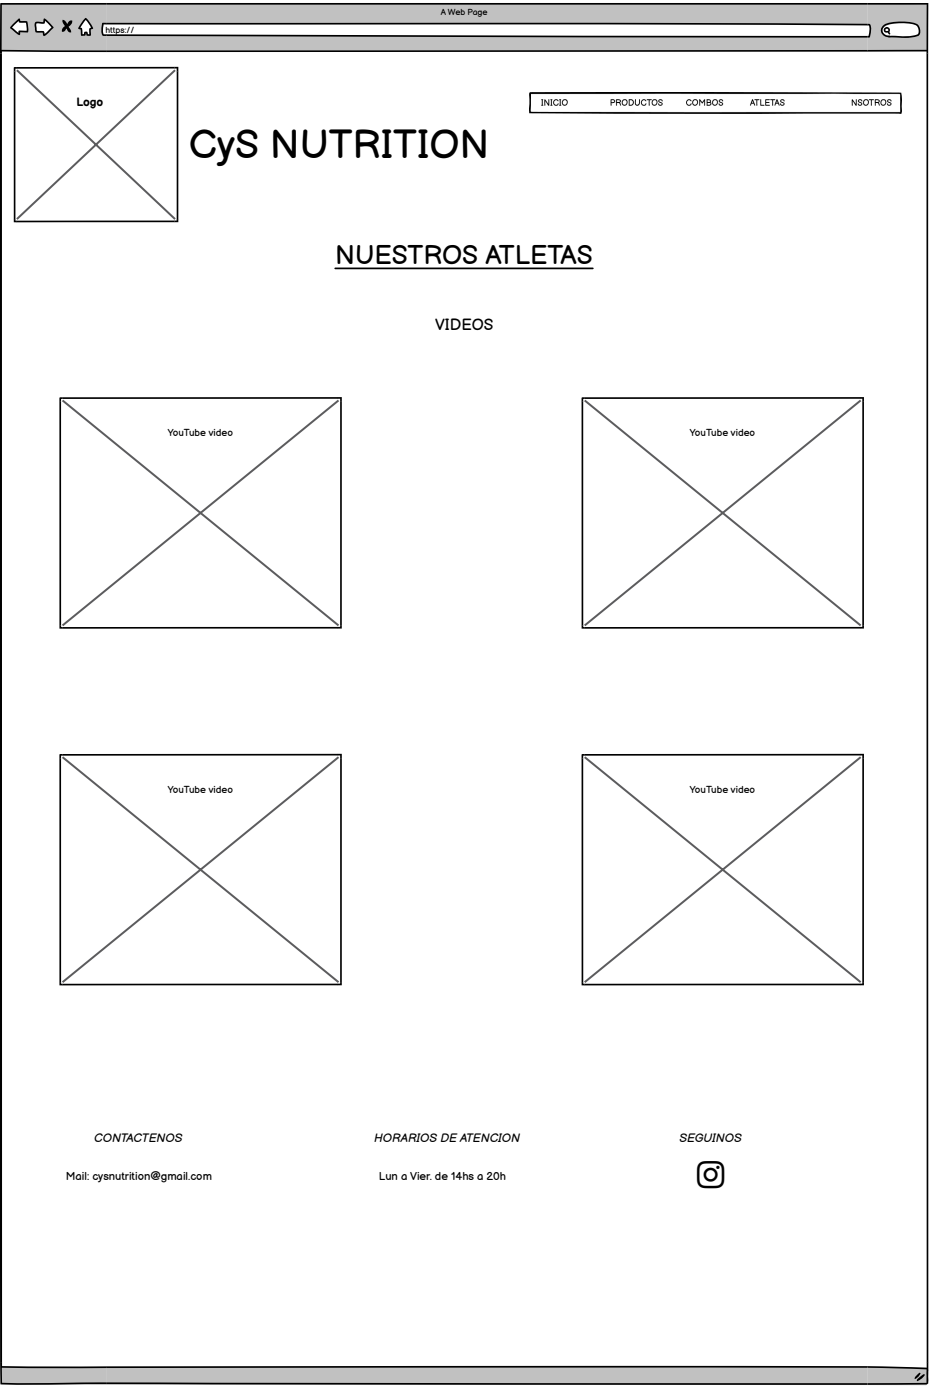 A Web Page
https://
Logo
INICIO PRODUCTOS COMBOS ATLETAS NSOTROS
CyS NUTRITION
NUESTROS ATLETAS
VIDEOS
YouTube video YouTube video
YouTube video YouTube video
CONTACTENOS HORARIOS DE ATENCION SEGUINOS
Mail: cysnutrition@gmail.com Lun a Vier. de 14hs a 20h